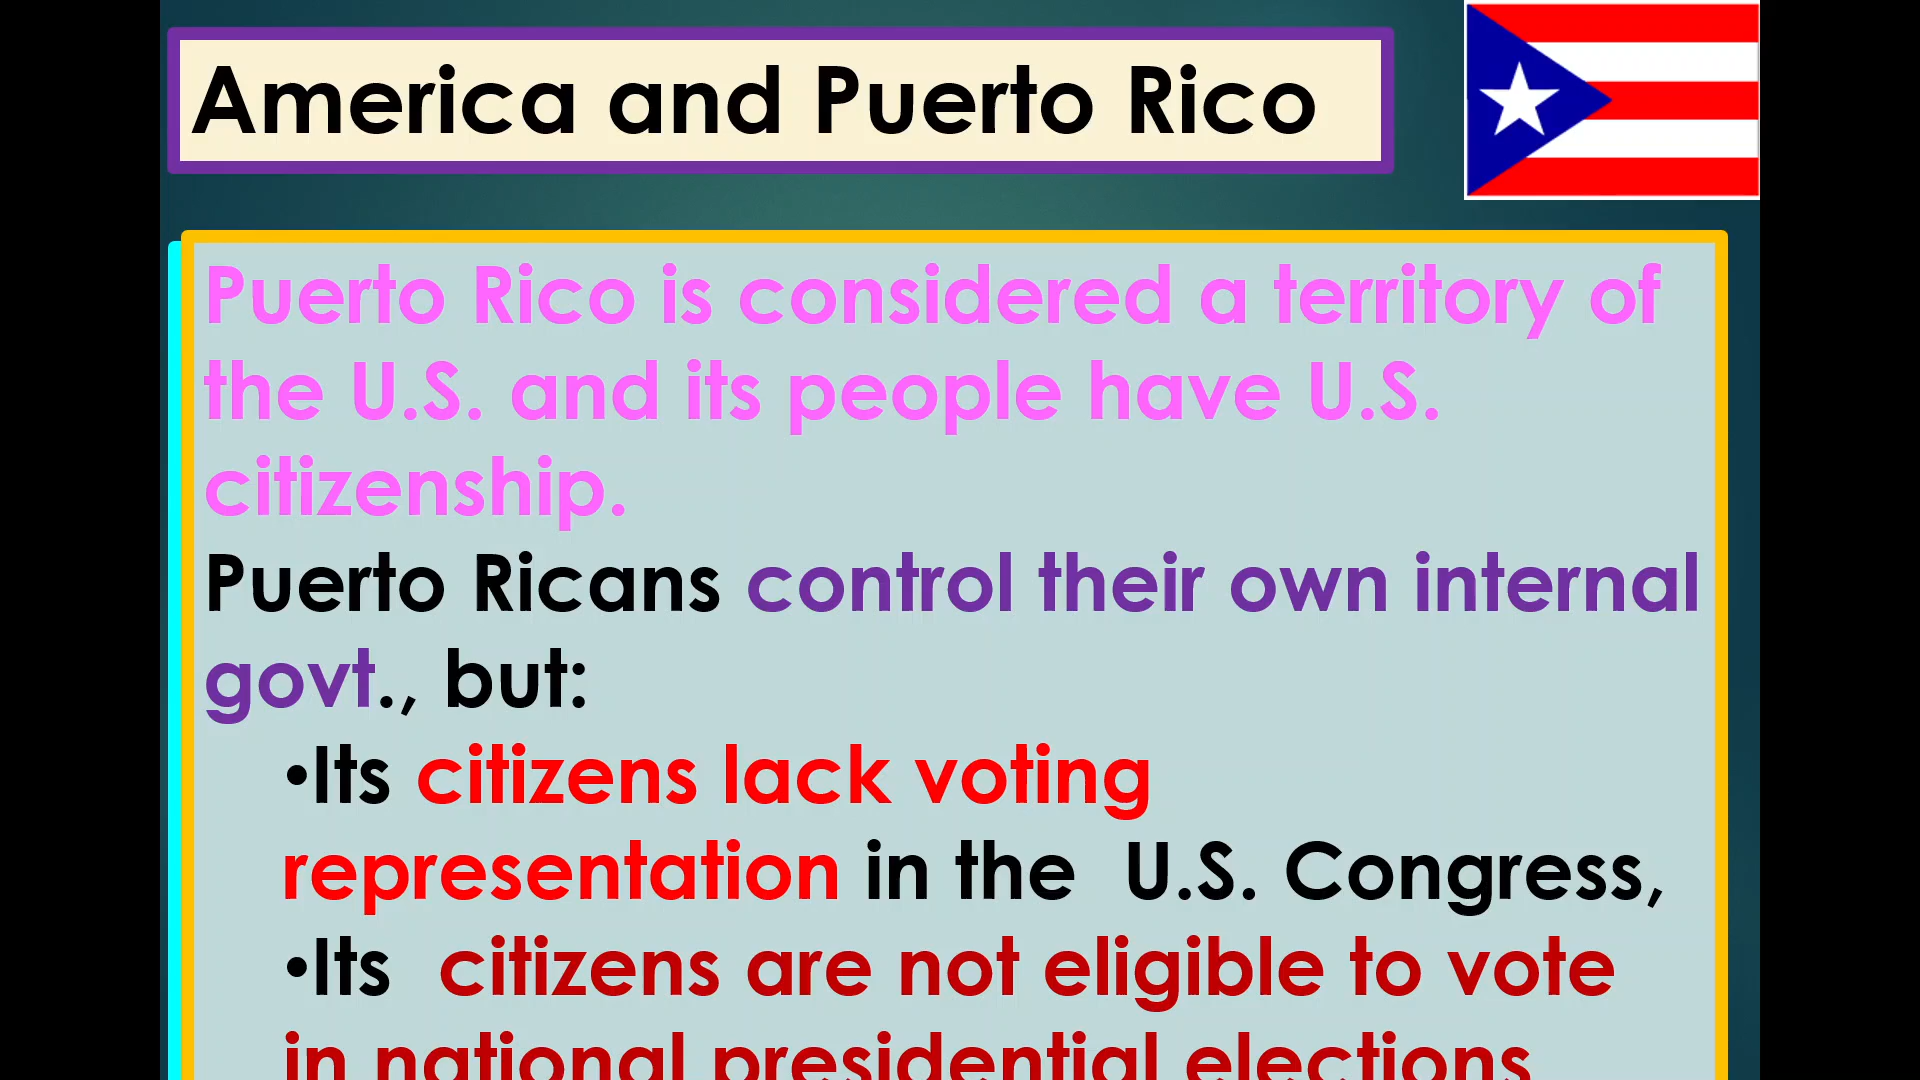 America and Puerto Rico
Puerto Rico is considered a territory of
the U.S. and its people have U.S.
citizenship.
Puerto Ricans control their own internal
govt., but:
•Its citizens lack voting
representation in the  U.S. Congress,
•Its  citizens are not eligible to vote
in national presidential elections